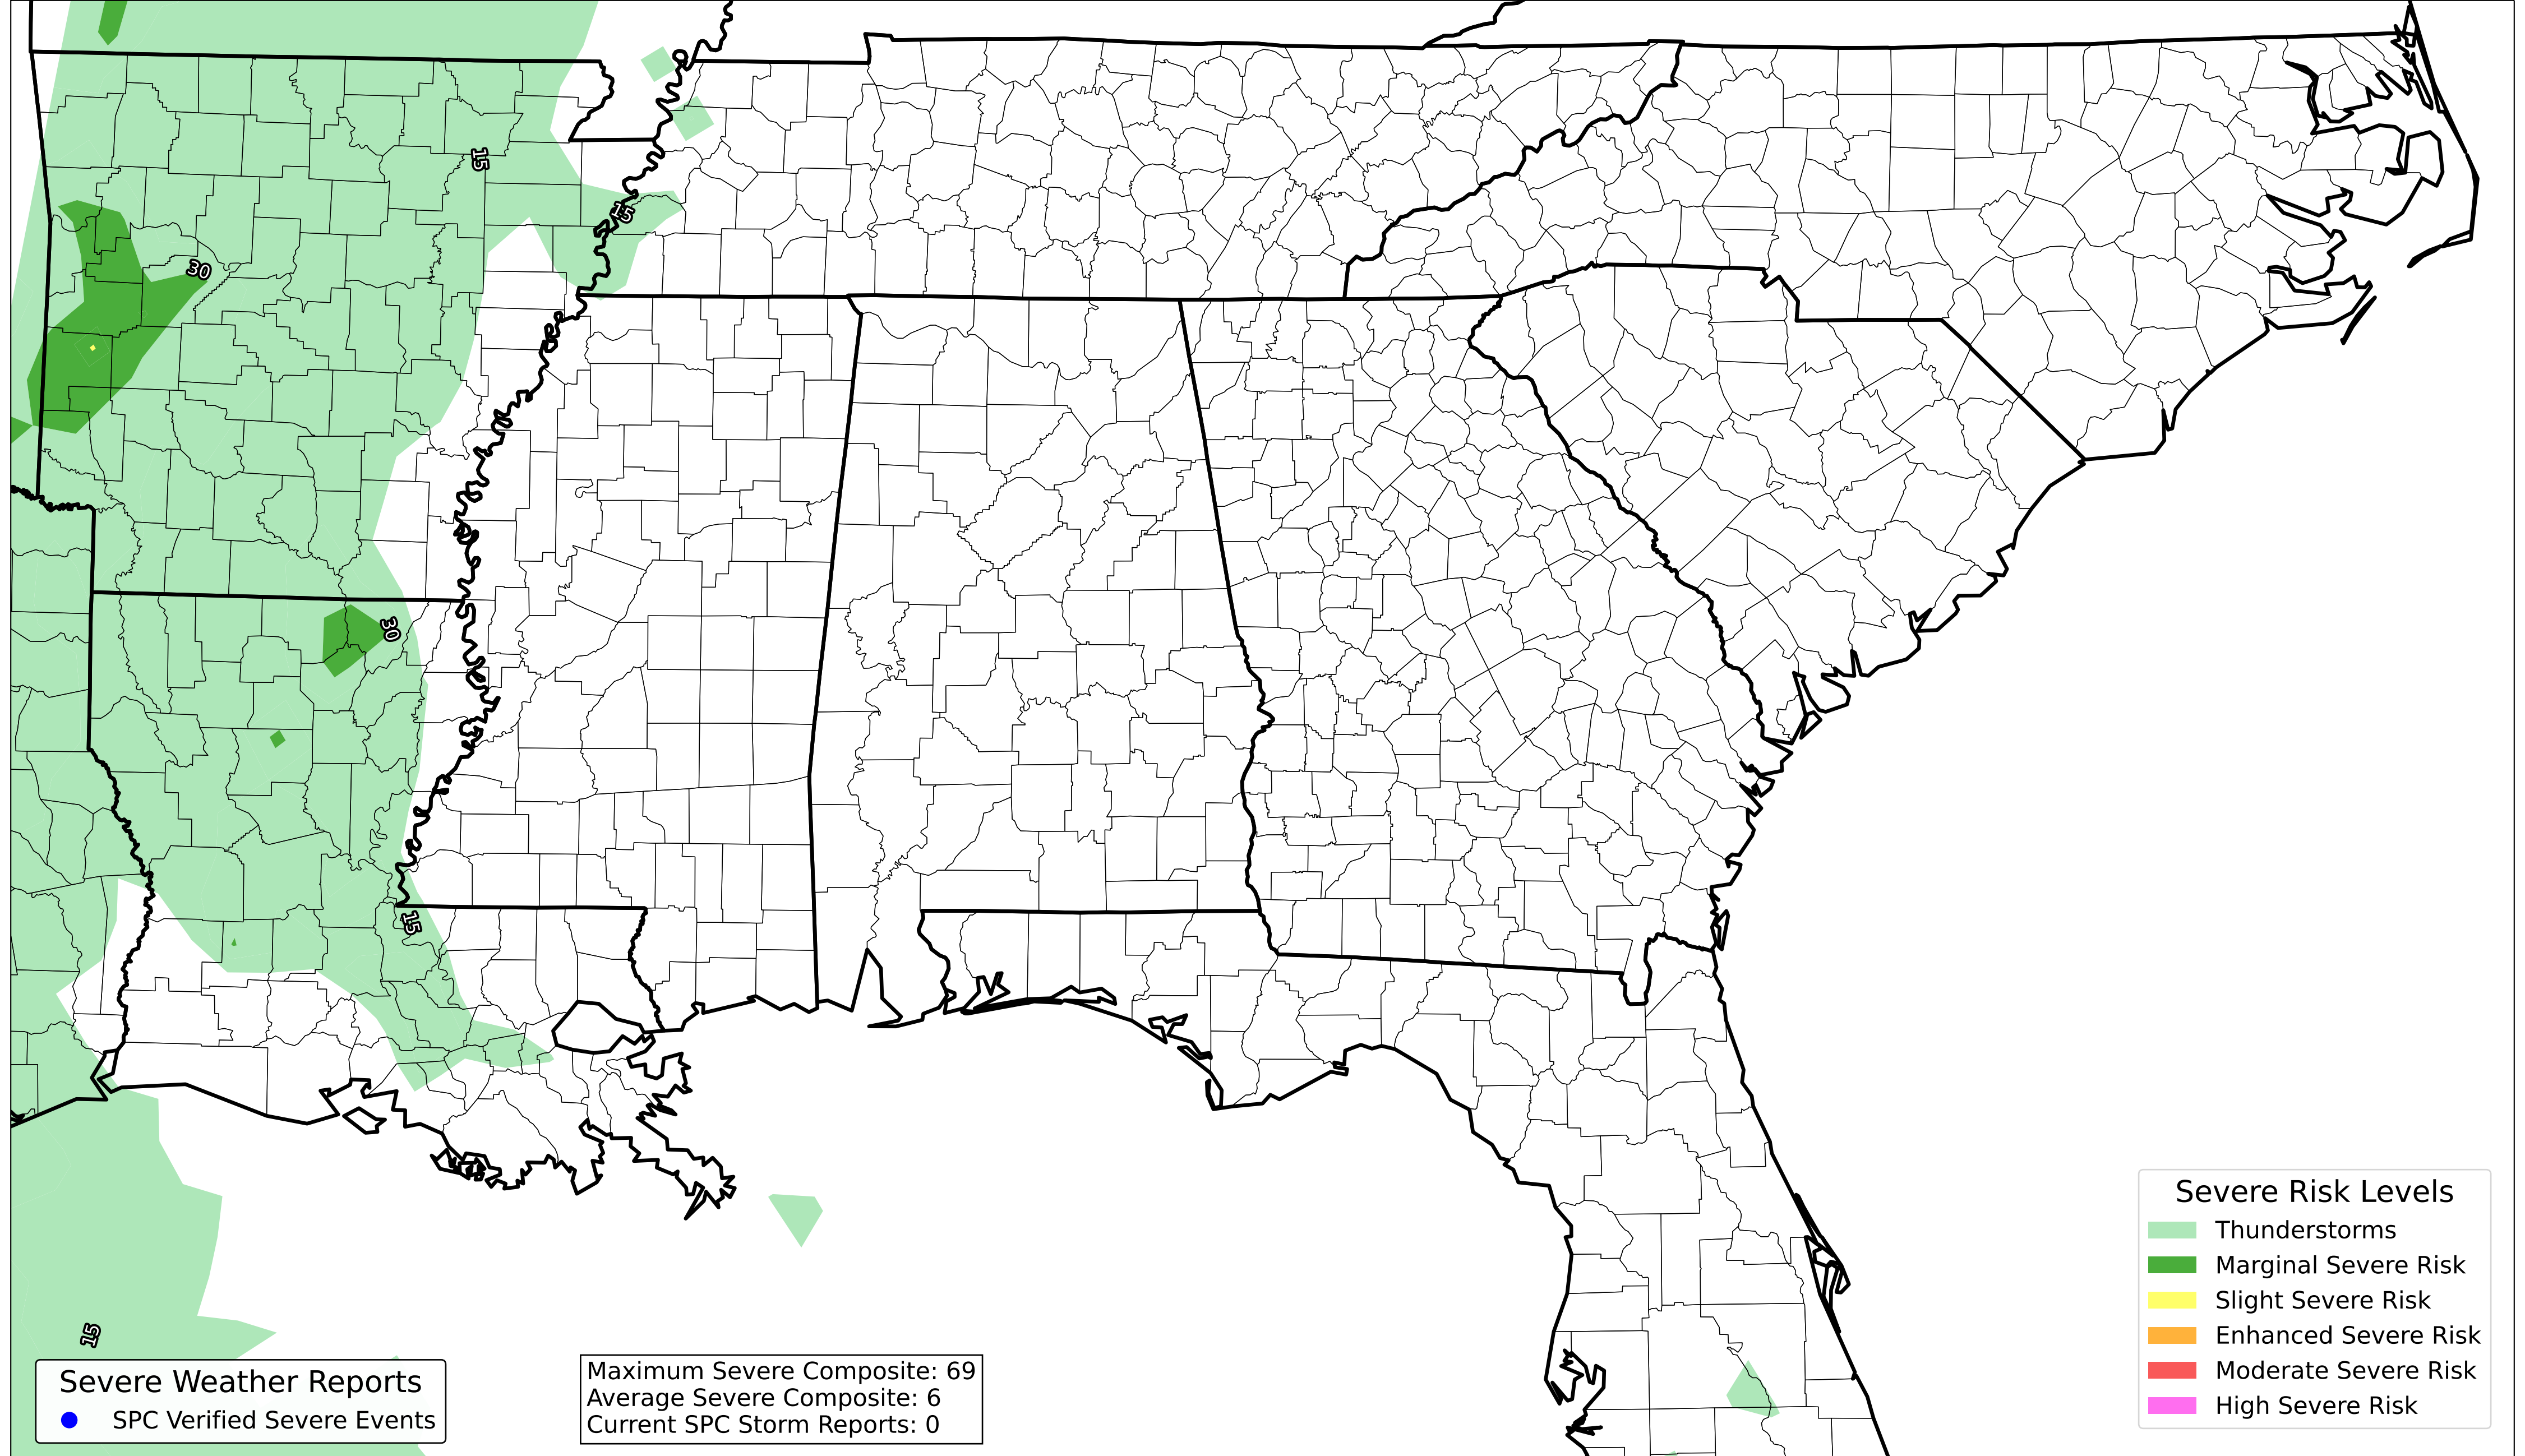 15
15
30
30
15
15
Severe Weather Reports
SPC Verified Severe Events
Maximum Severe Composite: 69
Average Severe Composite: 6
Current SPC Storm Reports: 0
Severe Risk Levels
Thunderstorms
Marginal Severe Risk
Slight Severe Risk
Enhanced Severe Risk
Moderate Severe Risk
High Severe Risk